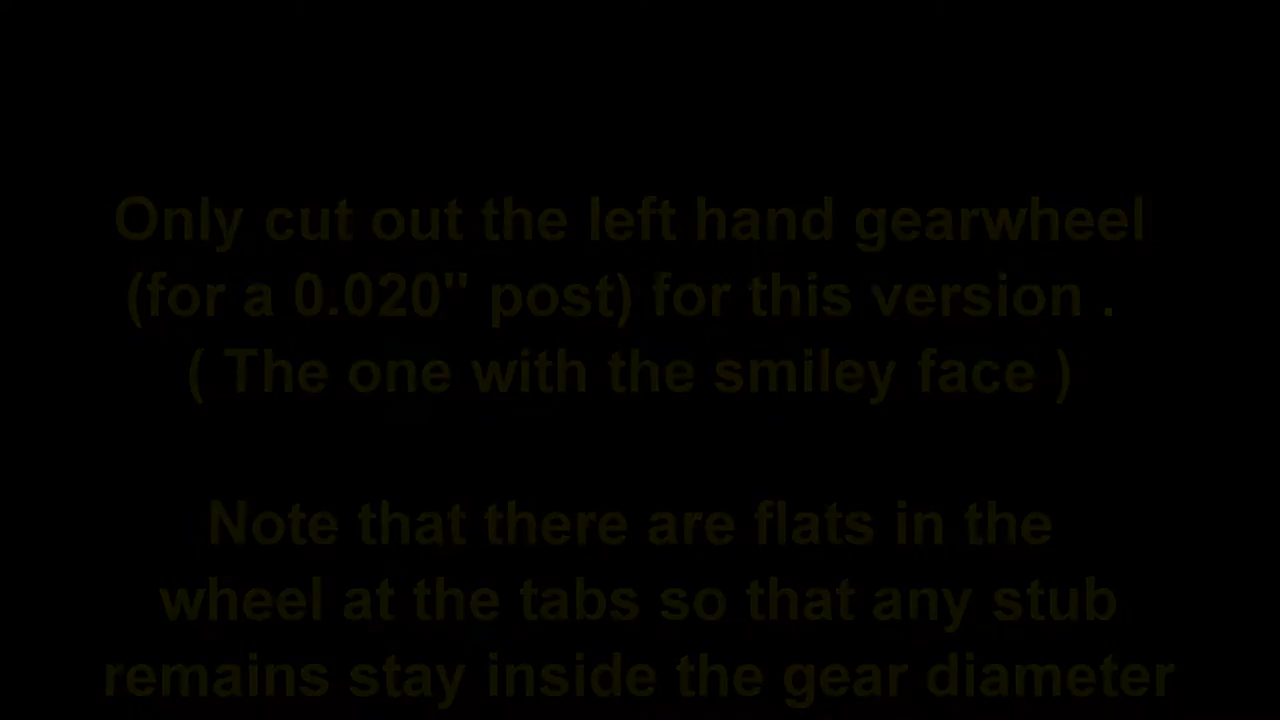 Only cut out the left hand gearwheel
(for a 0.020" post) for this version .
( The one with the smiley face )
Note that there are flats in the
wheel at the tabs so that any stub
remains stay inside the gear diameter